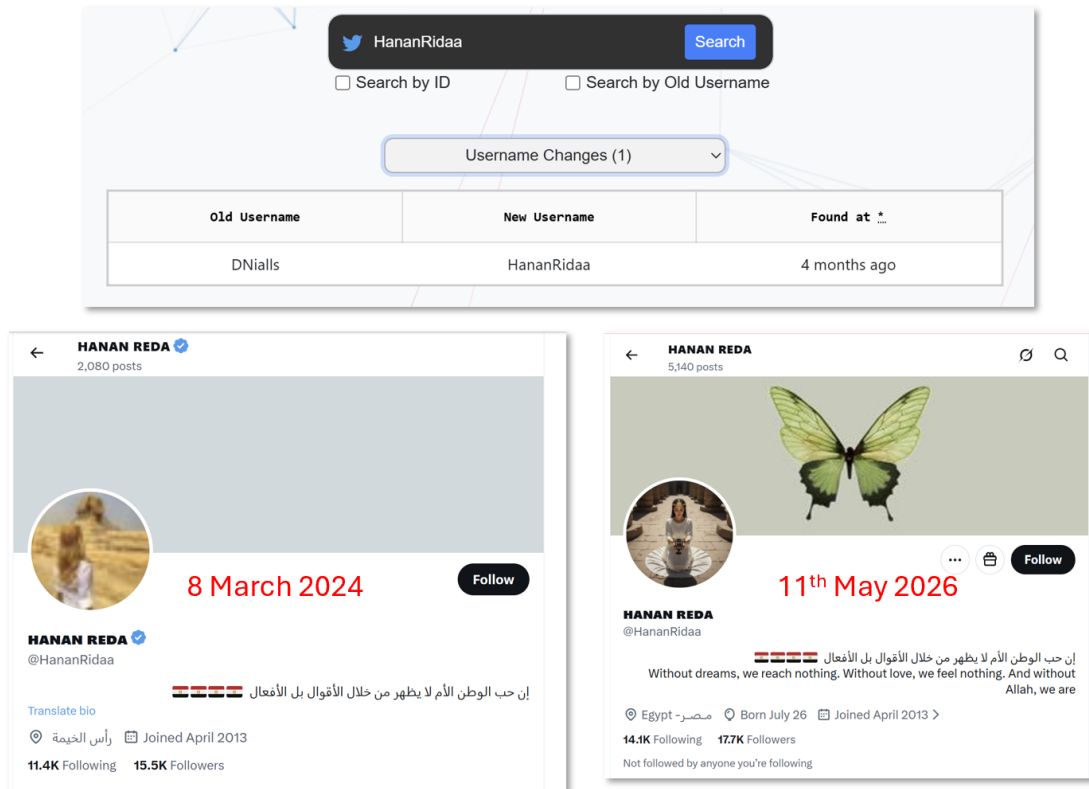 HananRidaa
Search
Search by ID
Search by Old Username
Username Changes (1)
Old Username New Username Found at *
DNialls HananRidaa 4 months ago
HANAN REDA
2,080 posts
8 March 2024
Follow
HANAN REDA
@HananRidaa
إن حب الوطن الأم لا يظهر من خلال الأقوال بل الأفعال 🇪🇬🇪🇬🇪🇬🇪🇬
Translate bio
رأس الخيمة Joined April 2013
11.4K Following 15.5K Followers
HANAN REDA
5,140 posts
11th May 2026
Follow
HANAN REDA
@HananRidaa
إن حب الوطن الأم لا يظهر من خلال الأقوال بل الأفعال 🇪🇬🇪🇬🇪🇬🇪🇬
Without dreams, we reach nothing. Without love, we feel nothing. And without
Allah, we are
Egypt - مـصـر Born July 26 Joined April 2013
14.1K Following 17.7K Followers
Not followed by anyone you're following